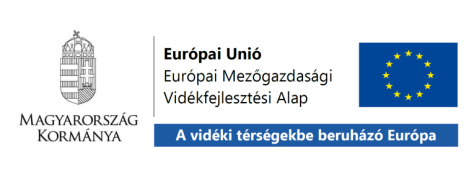 MAGYARORSZÁG
KORMÁNYA
Európai Unió
Európai Mezőgazdasági
Vidékfejlesztési Alap
A vidéki térségekbe beruházó Európa